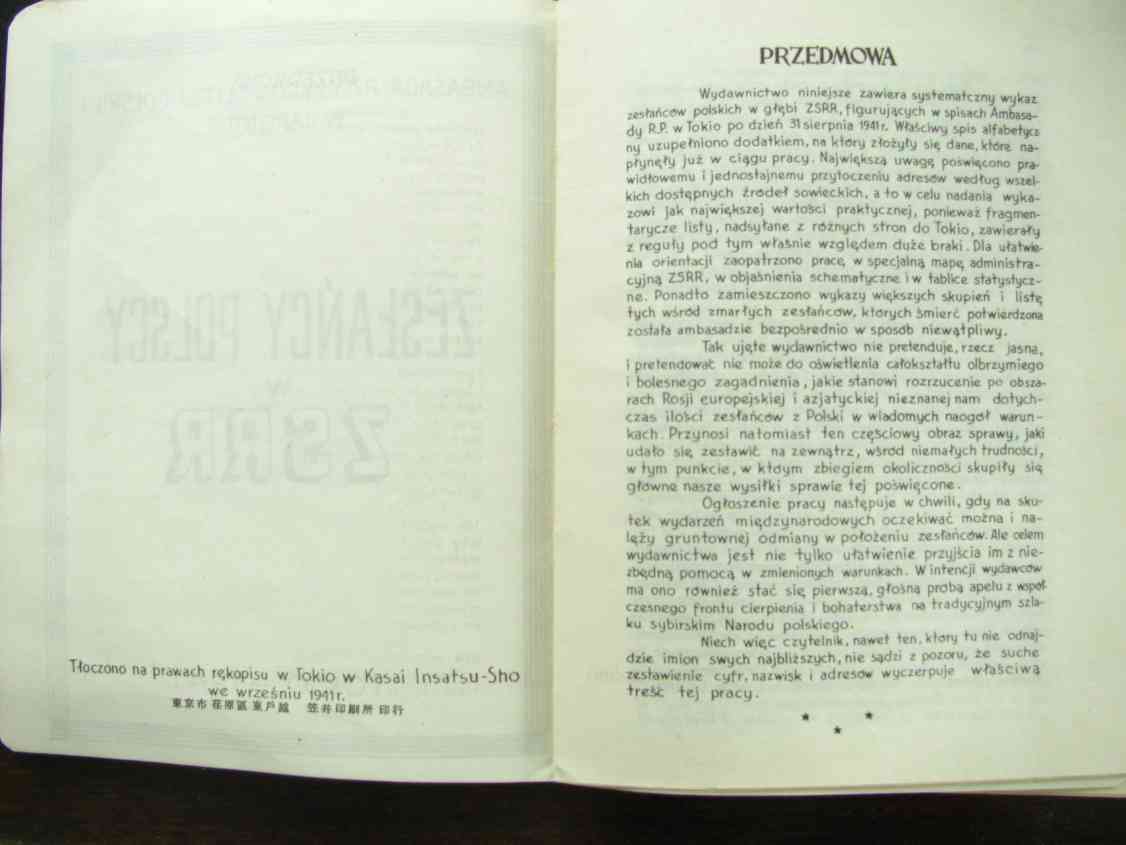 Tłoczono na prawach rękopisu w Tokio w Kasai Insatsu-Sho
we wrześniu 1941 r.
東京市 荏原區 東戶越 笠井印刷所 印行
PRZEDMOWA
Wydawnictwo niniejsze zawiera systematczny wykaz
zesłańców polskich w głębi ZSRR, figurujących w spisach Ambasa-
dy R.P. w Tokio po dzień 31 sierpnia 1941 r. Właściwy spis alfabetycz
ny uzupełniono dodatkiem, na który złożyły się dane, które na-
płynęły już w ciągu pracy. Największą uwagę poświęcono pra-
widłowemu i jednostajnemu przytoczeniu adresów według wszel-
kich dostępnych źródeł sowieckich, a to w celu nadania wyka-
zowi jak największej wartości praktycznej, ponieważ fragmen-
tarycze listy, nadsyłane z różnych stron do Tokio, zawierały
z reguły pod tym właśnie względem duże braki. Dla ułatwie-
nia orientacji zaopatrzono pracę w specjalną mapę administra-
cyjną ZSRR, w objaśnienia schematyczne i w tablice statystycz-
ne. Ponadto zamieszczono wykazy większych skupień i listę
tych wśród zmarłych zesłańców, których śmierć potwierdzona
została ambasadzie bezpośrednio w sposób niewątpliwy.
Tak ujęte wydawnictwo nie pretenduje, rzecz jasna,
i pretendować nie może do oświetlenia całokształtu olbrzymiego
i bolesnego zagadnienia, jakie stanowi rozrzucenie po obsza-
rach Rosji europejskiej i azjatyckiej nieznanej nam dotych-
czas ilości zesłańców z Polski w wiadomych naogół warun-
kach. Przynosi natomiast ten częściowy obraz sprawy, jaki
udało się zestawić na zewnątrz, wśród niemałych trudności,
w tym punkcie, w któym zbiegiem okoliczności skupiły się
główne nasze wysiłki sprawie tej poświęcone.
Ogłoszenie pracy następuje w chwili, gdy na sku-
tek wydarzeń międzynarodowych oczekiwać można i na-
lęży gruntownej odmiany w położeniu zesłańców. Ale celem
wydawnictwa jest nie tylko ułatwienie przyjścia im z nie-
zbędną pomocą w zmienionych warunkach. W intencji wydawców
ma ono również stać się pierwszą, głośną próbą apelu z współ-
czesnego frontu cierpienia i bohaterstwa na tradycyjnym szla-
ku sybirskim Narodu polskiego.
Niech więc czytelnik, nawet ten, który tu nie odnaj-
dzie imion swych najbliższych, nie sądzi z pozoru, że suche
zestawienie cyfr, nazwisk i adresów wyczerpuje właściwą
treść tej pracy.